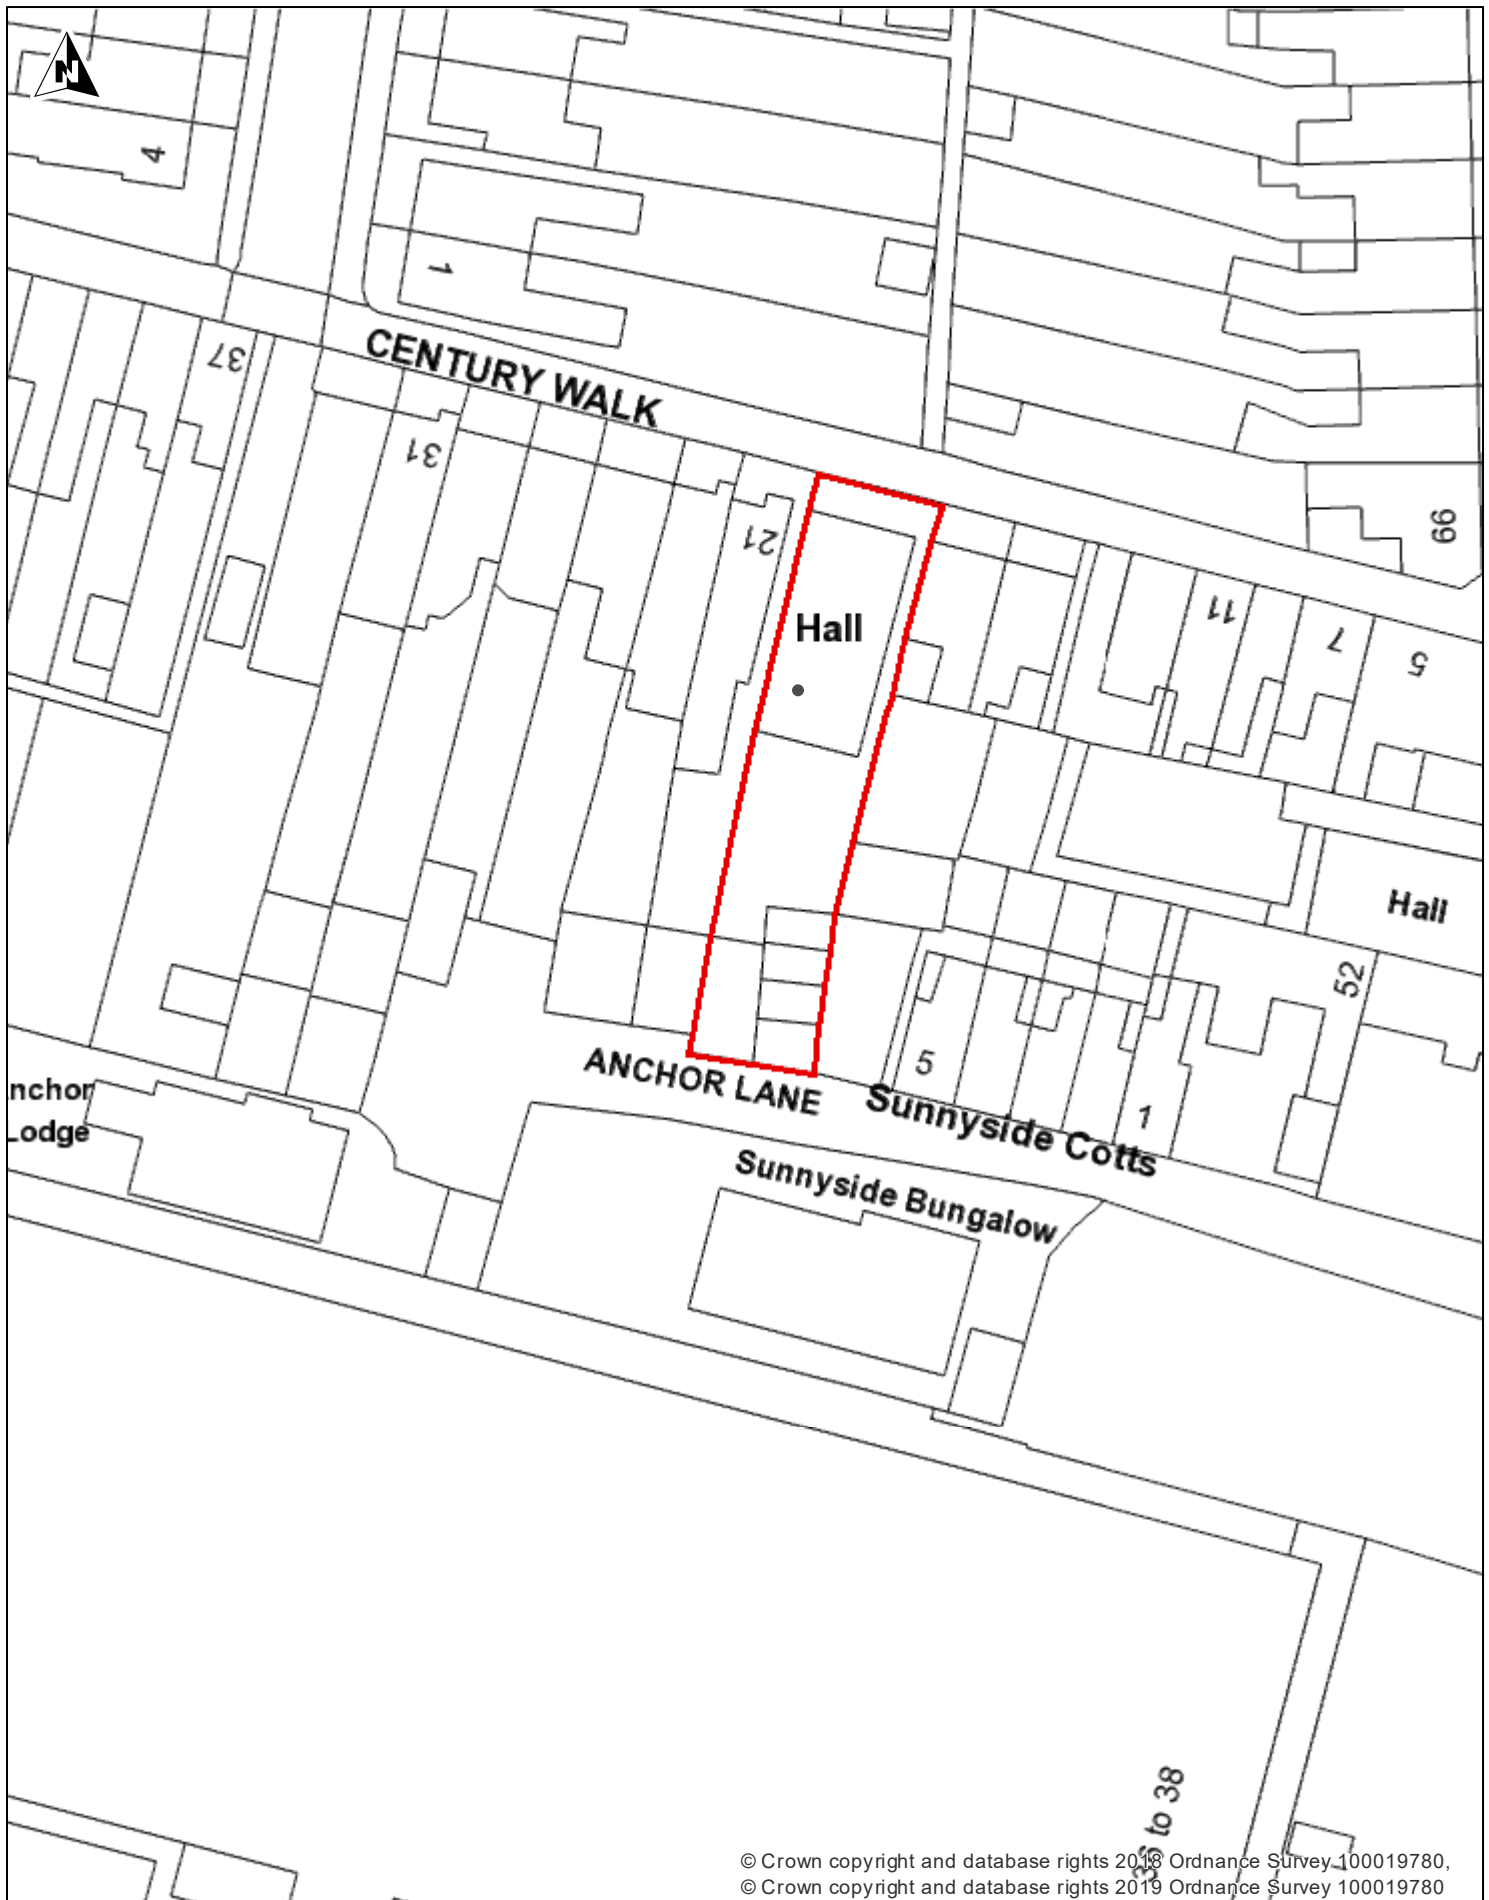 N
4
1
CENTURY WALK
37
31
21
66
Hall
11
7
5
Hall
52
5
ANCHOR LANE
Sunnyside Cotts
1
nchor
Lodge
Sunnyside Bungalow
36 to 38
© Crown copyright and database rights 2018 Ordnance Survey 100019780,
© Crown copyright and database rights 2019 Ordnance Survey 100019780